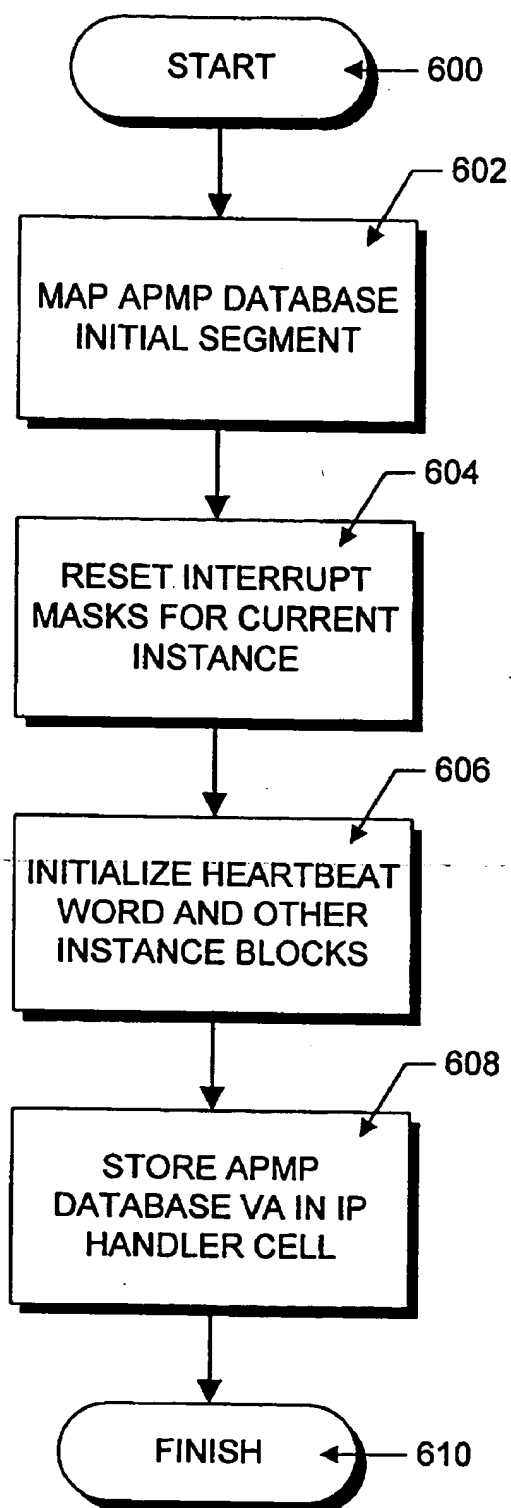 START
600
602
MAP APMP DATABASE
INITIAL SEGMENT
604
RESET INTERRUPT
MASKS FOR CURRENT
INSTANCE
606
INITIALIZE HEARTBEAT
WORD AND OTHER
INSTANCE BLOCKS
608
STORE APMP
DATABASE VA IN IP
HANDLER CELL
FINISH
610